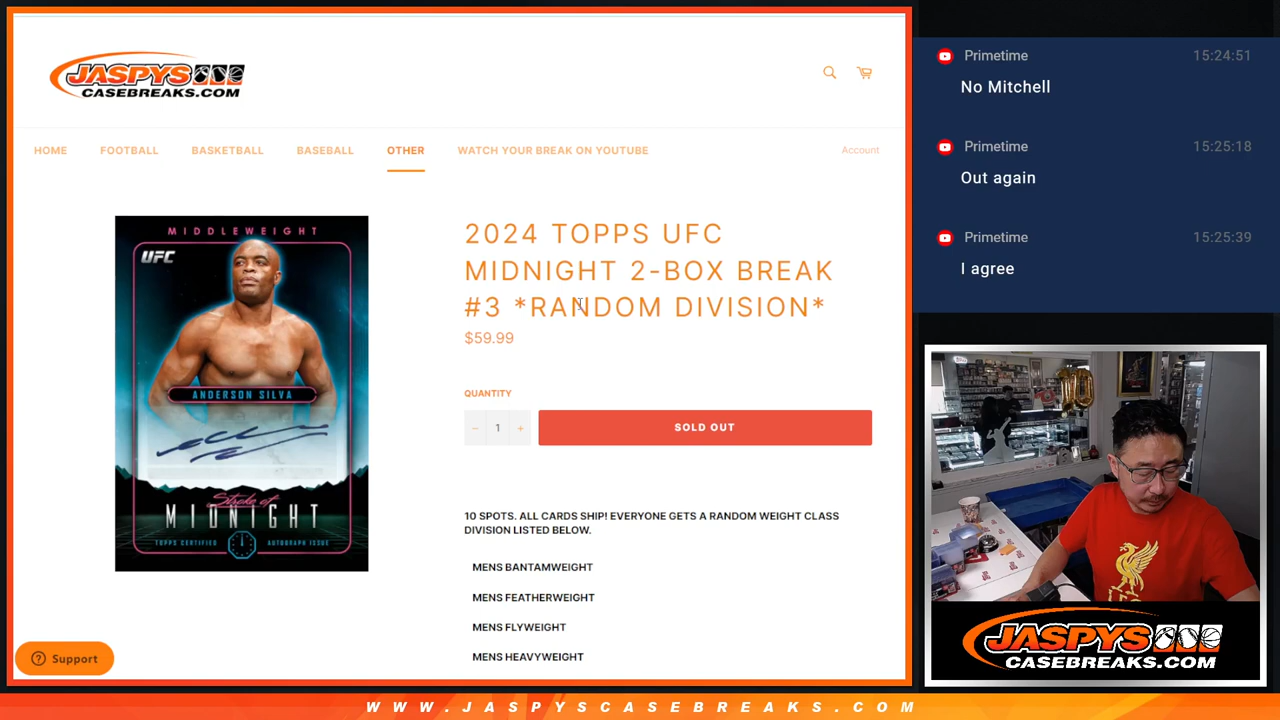 JASPYS
CASEBREAKS.COM
HOME FOOTBALL BASKETBALL BASEBALL OTHER WATCH YOUR BREAK ON YOUTUBE Account
MIDDLEWEIGHT
UFC
ANDERSON SILVA
Stroke of
MIDNIGHT
TOPPS CERTIFIED AUTOGRAPH ISSUE
2024 TOPPS UFC
MIDNIGHT 2-BOX BREAK
#3 *RANDOM DIVISION*
$59.99
QUANTITY
− 1 +
SOLD OUT
10 SPOTS. ALL CARDS SHIP! EVERYONE GETS A RANDOM WEIGHT CLASS
DIVISION LISTED BELOW.
MENS BANTAMWEIGHT
MENS FEATHERWEIGHT
MENS FLYWEIGHT
MENS HEAVYWEIGHT
Support
Primetime 15:24:51
No Mitchell
Primetime 15:25:18
Out again
Primetime 15:25:39
I agree
10
JASPYS
CASEBREAKS.COM
WWW.JASPYSCASEBREAKS.COM